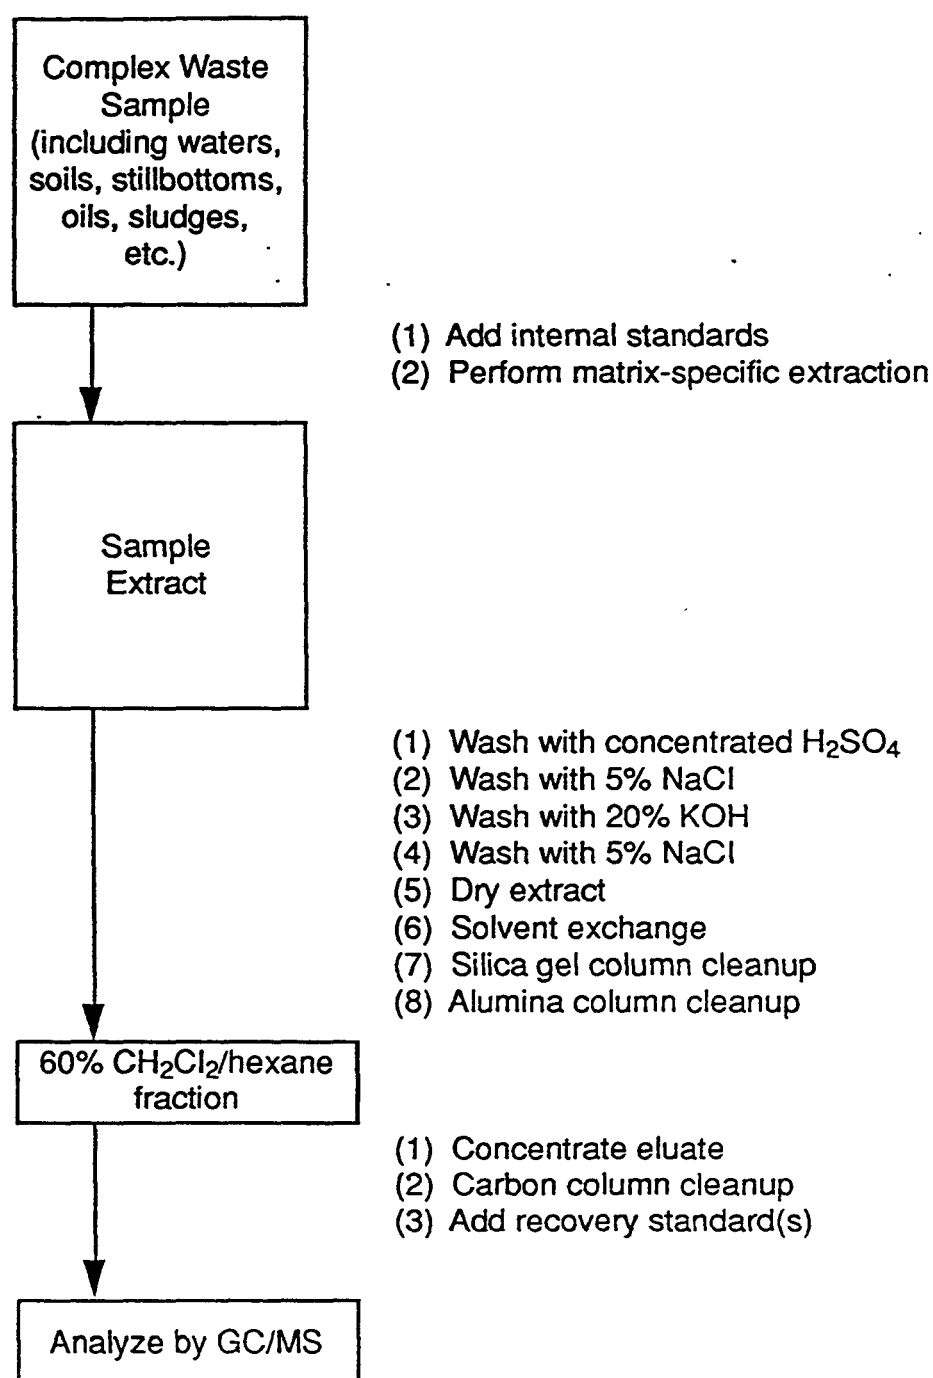 Complex Waste
Sample
(including waters,
soils, stillbottoms,
oils, sludges,
etc.)
(1) Add internal standards
(2) Perform matrix-specific extraction
Sample
Extract
(1) Wash with concentrated H₂SO₄
(2) Wash with 5% NaCl
(3) Wash with 20% KOH
(4) Wash with 5% NaCl
(5) Dry extract
(6) Solvent exchange
(7) Silica gel column cleanup
(8) Alumina column cleanup
60% CH₂Cl₂/hexane
fraction
(1) Concentrate eluate
(2) Carbon column cleanup
(3) Add recovery standard(s)
Analyze by GC/MS